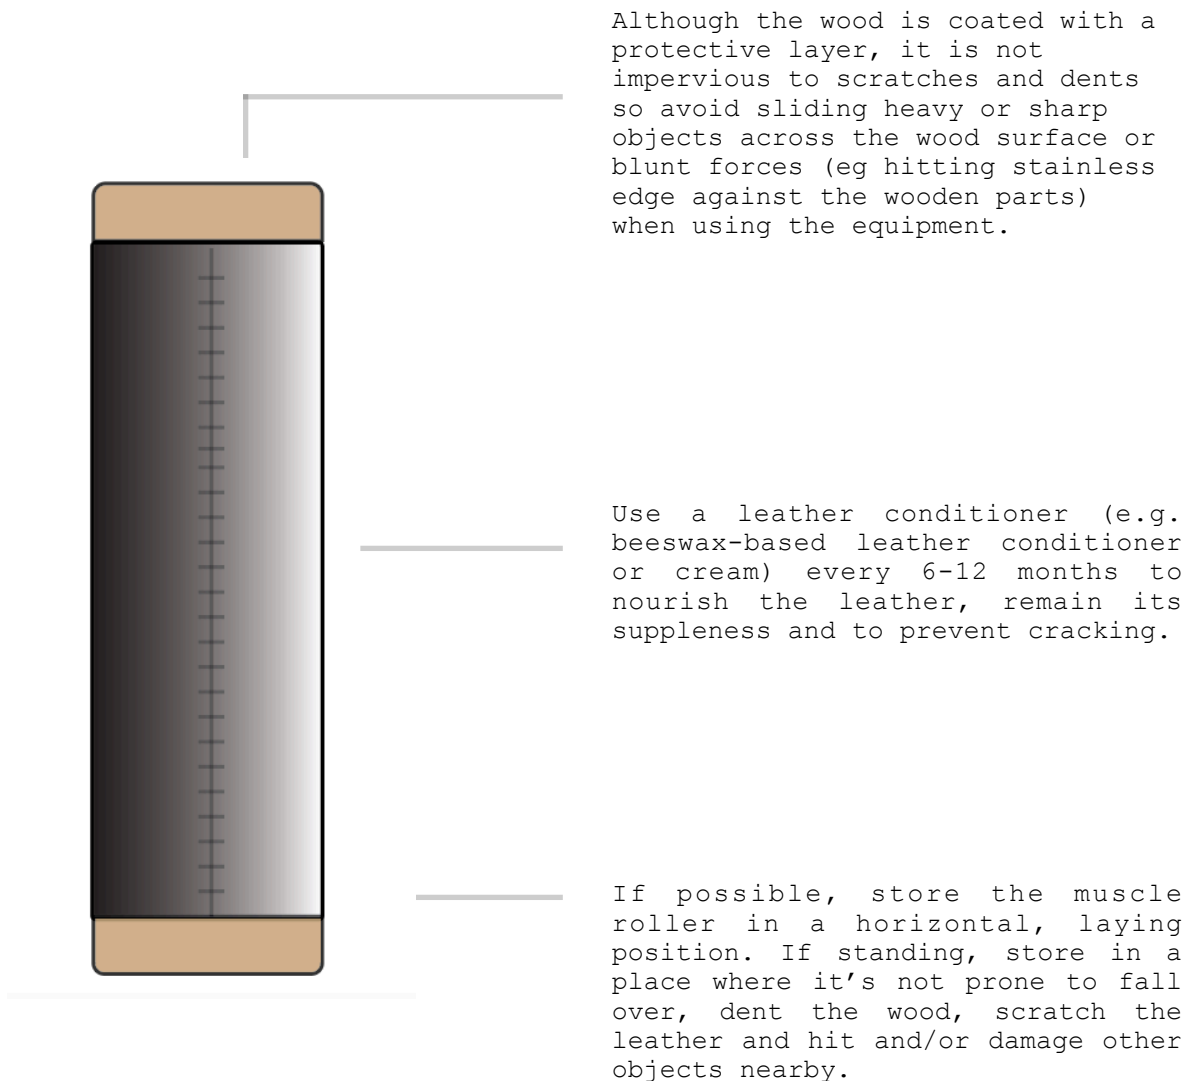 Although the wood is coated with a
protective layer, it is not
impervious to scratches and dents
so avoid sliding heavy or sharp
objects across the wood surface or
blunt forces (eg hitting stainless
edge against the wooden parts)
when using the equipment.
Use a leather conditioner (e.g.
beeswax-based leather conditioner
or cream) every 6-12 months to
nourish the leather, remain its
suppleness and to prevent cracking.
If possible, store the muscle
roller in a horizontal, laying
position. If standing, store in a
place where it’s not prone to fall
over, dent the wood, scratch the
leather and hit and/or damage other
objects nearby.